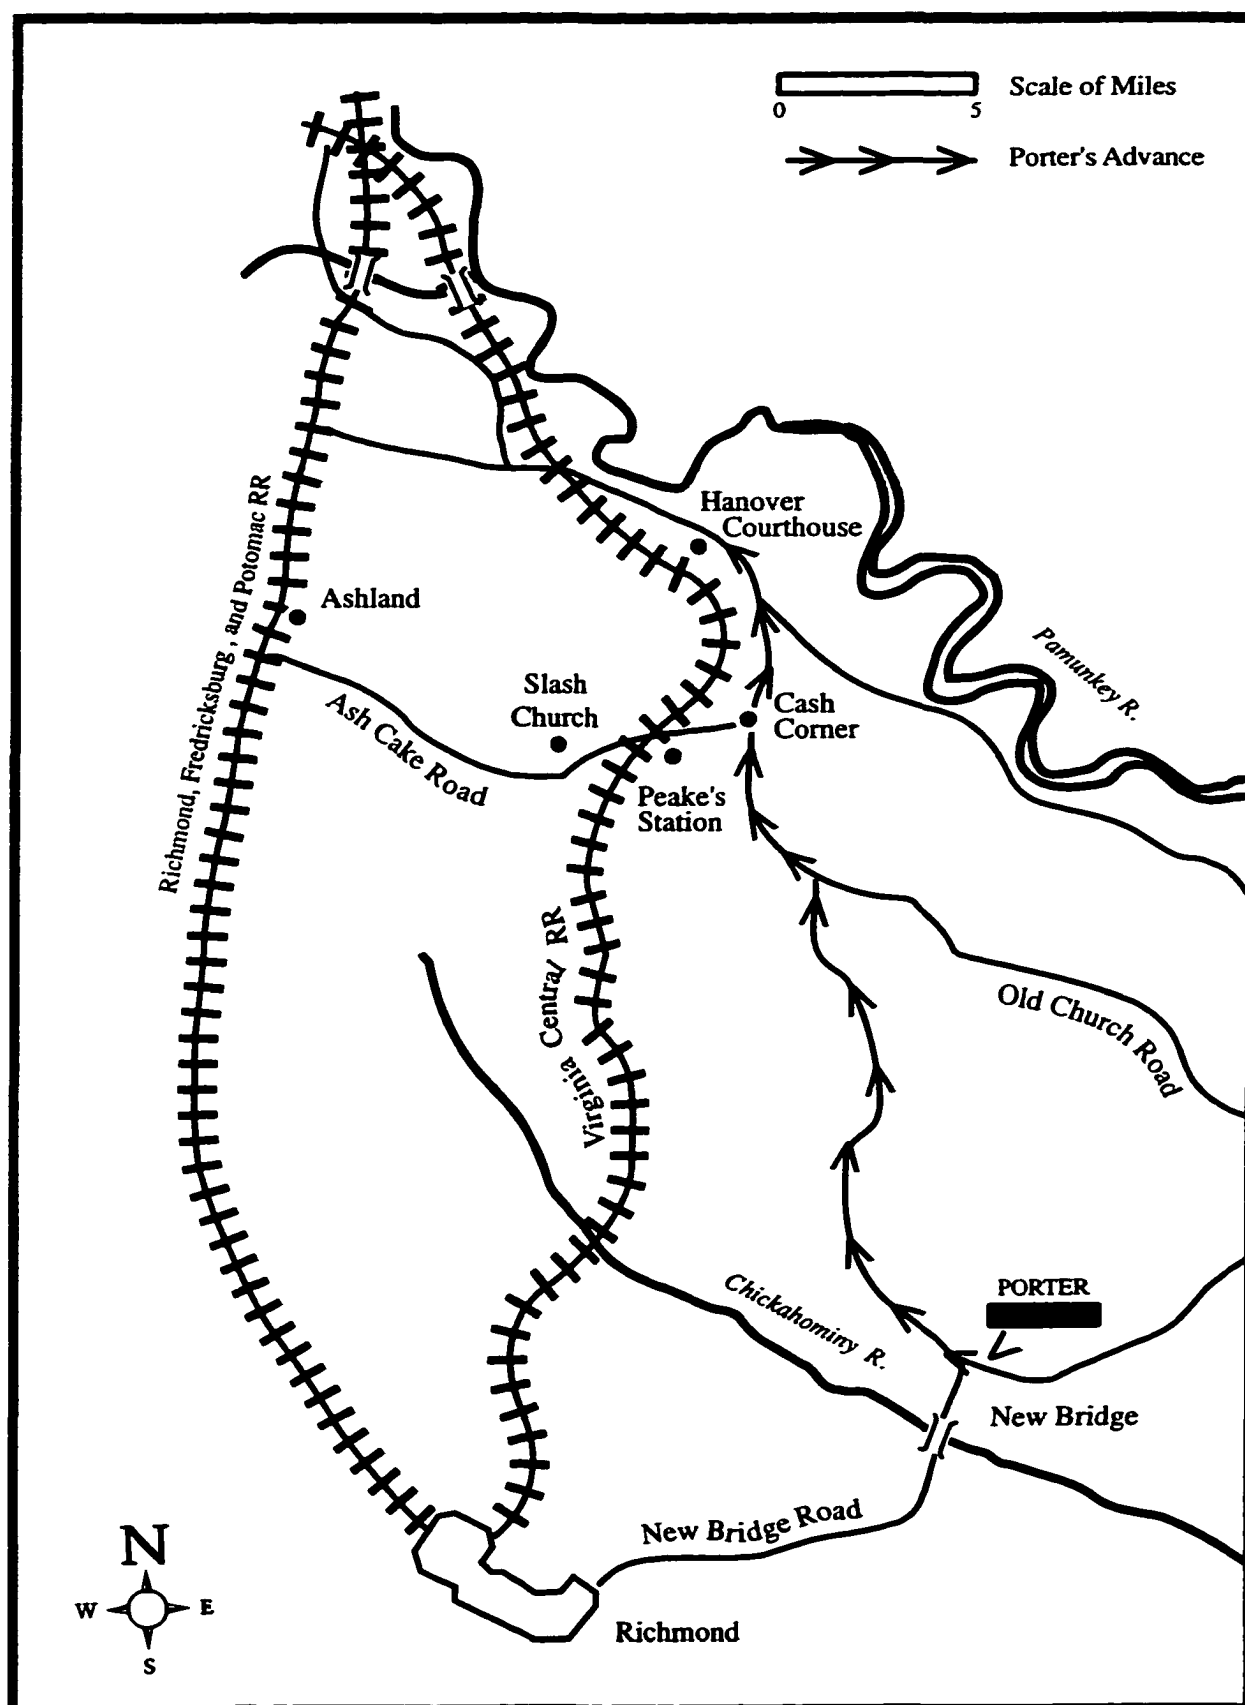 Scale of Miles
0 5
Porter's Advance
Hanover
Courthouse
Richmond, Fredricksburg, and Potomac RR
Ashland
Pamunkey R.
Slash
Church
Cash
Corner
Ash Cake Road
Peake's
Station
Virginia Central RR
Old Church Road
Chickahominy R.
PORTER
New Bridge
New Bridge Road
N
W E
S
Richmond